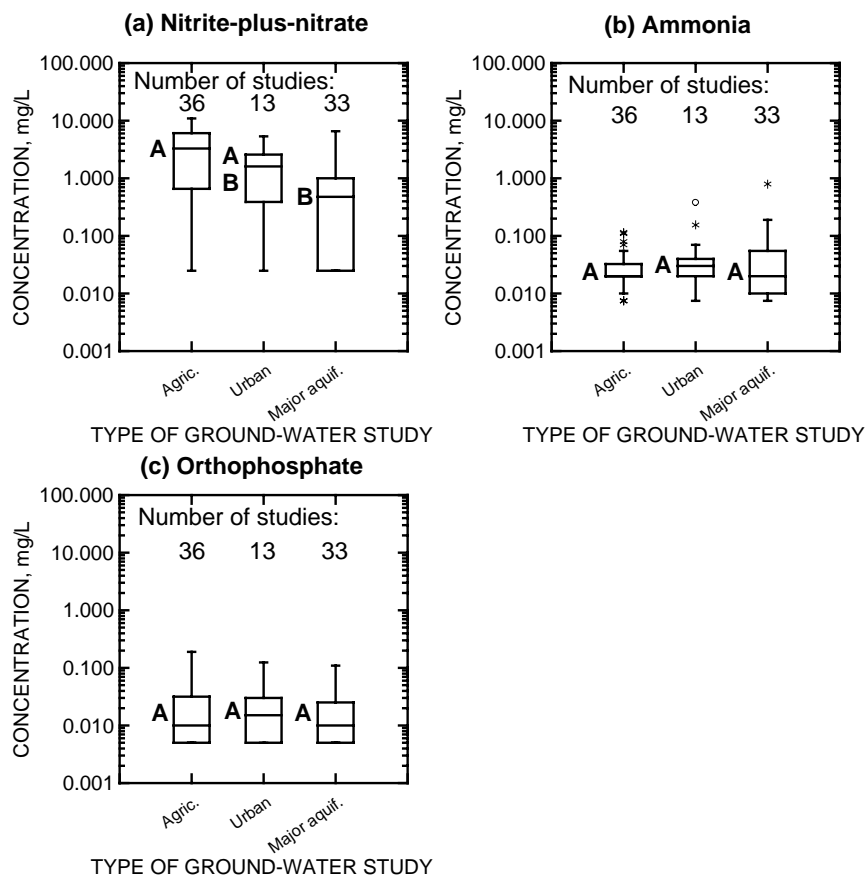 (a) Nitrite-plus-nitrate
CONCENTRATION, mg/L
100.000
10.000
1.000
0.100
0.010
0.001
Number of studies:
36 13 33
A A B B
Agric. Urban Major aquif.
TYPE OF GROUND-WATER STUDY
(b) Ammonia
CONCENTRATION, mg/L
100.000
10.000
1.000
0.100
0.010
0.001
Number of studies:
36 13 33
A A A
Agric. Urban Major aquif.
TYPE OF GROUND-WATER STUDY
(c) Orthophosphate
CONCENTRATION, mg/L
100.000
10.000
1.000
0.100
0.010
0.001
Number of studies:
36 13 33
A A A
Agric. Urban Major aquif.
TYPE OF GROUND-WATER STUDY